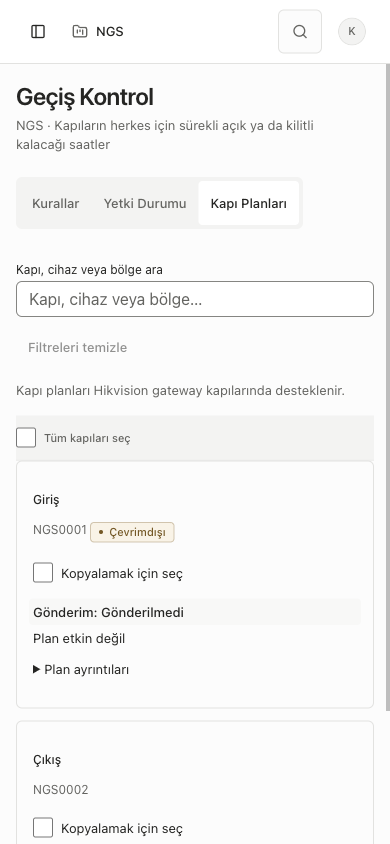 NGS
K
Geçiş Kontrol
NGS · Kapıların herkes için sürekli açık ya da kilitli
kalacağı saatler
Kurallar
Yetki Durumu
Kapı Planları
Kapı, cihaz veya bölge ara
Kapı, cihaz veya bölge...
Filtreleri temizle
Kapı planları Hikvision gateway kapılarında desteklenir.
Tüm kapıları seç
Giriş
NGS0001 Çevrimdışı
Kopyalamak için seç
Gönderim: Gönderilmedi
Plan etkin değil
Plan ayrıntıları
Çıkış
NGS0002
Kopyalamak için seç